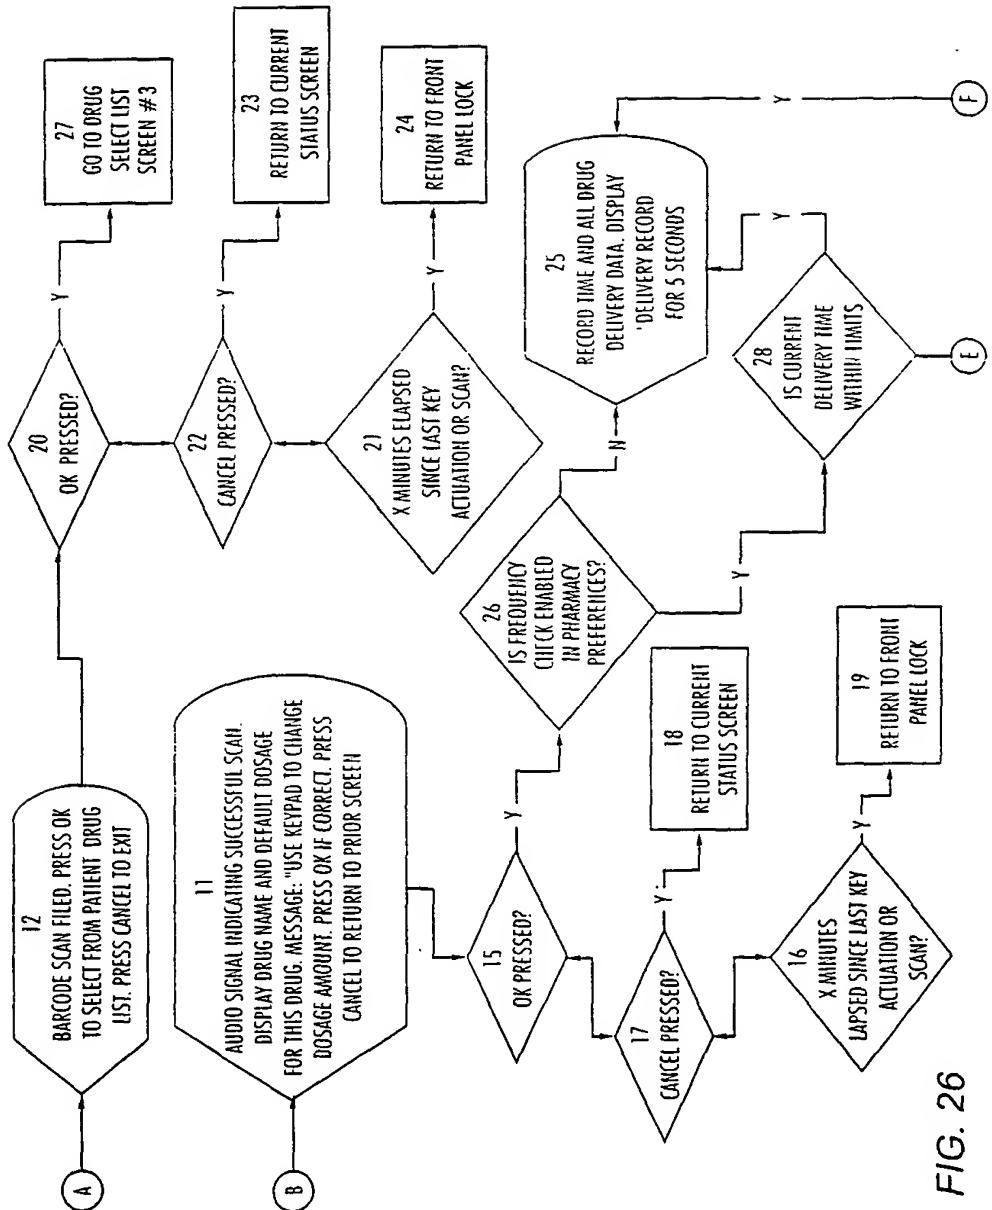 A
12
BARCODE SCAN FILED. PRESS OK
TO SELECT FROM PATIENT DRUG
LIST. PRESS CANCEL TO EXIT
20
OK PRESSED?
Y
27
GO TO DRUG
SELECT LIST
SCREEN #3
22
CANCEL PRESSED?
Y
23
RETURN TO CURRENT
STATUS SCREEN
21
X MINUTES ELAPSED
SINCE LAST KEY
ACTUATION OR SCAN?
Y
24
RETURN TO FRONT
PANEL LOCK
B
11
AUDIO SIGNAL INDICATING SUCCESSFUL SCAN.
DISPLAY DRUG NAME AND DEFAULT DOSAGE
FOR THIS DRUG. MESSAGE: "USE KEYPAD TO CHANGE
DOSAGE AMOUNT. PRESS OK IF CORRECT. PRESS
CANCEL TO RETURN TO PRIOR SCREEN
15
OK PRESSED?
Y
26
IS FREQUENCY
CHECK ENABLED
IN PHARMACY
PREFERENCES?
N
25
RECORD TIME AND ALL DRUG
DELIVERY DATA. DISPLAY
'DELIVERY RECORD
FOR 5 SECONDS
Y
F
Y
28
IS CURRENT
DELIVERY TIME
WITHIN LIMITS
Y
E
17
CANCEL PRESSED?
Y
18
RETURN TO CURRENT
STATUS SCREEN
16
X MINUTES
LAPSED SINCE LAST KEY
ACTUATION OR
SCAN?
Y
19
RETURN TO FRONT
PANEL LOCK
FIG. 26